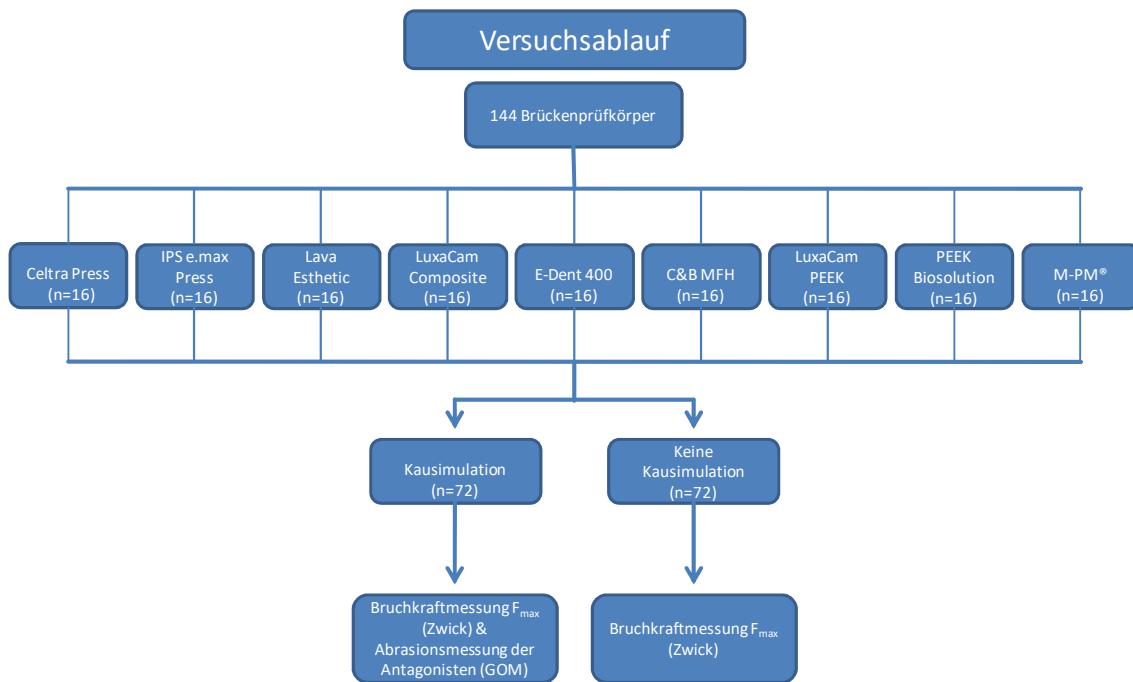 Versuchsablauf
144 Brückenprüfkörper
Celtra Press
(n=16)
IPS e.max
Press
(n=16)
Lava
Esthetic
(n=16)
LuxaCam
Composite
(n=16)
E-Dent 400
(n=16)
C&B MFH
(n=16)
LuxaCam
PEEK
(n=16)
PEEK
Biosolution
(n=16)
M-PM®
(n=16)
Kausimulation
(n=72)
Keine
Kausimulation
(n=72)
Bruchkraftmessung Fmax
(Zwick) &
Abrasionsmessung der
Antagonisten (GOM)
Bruchkraftmessung Fmax
(Zwick)